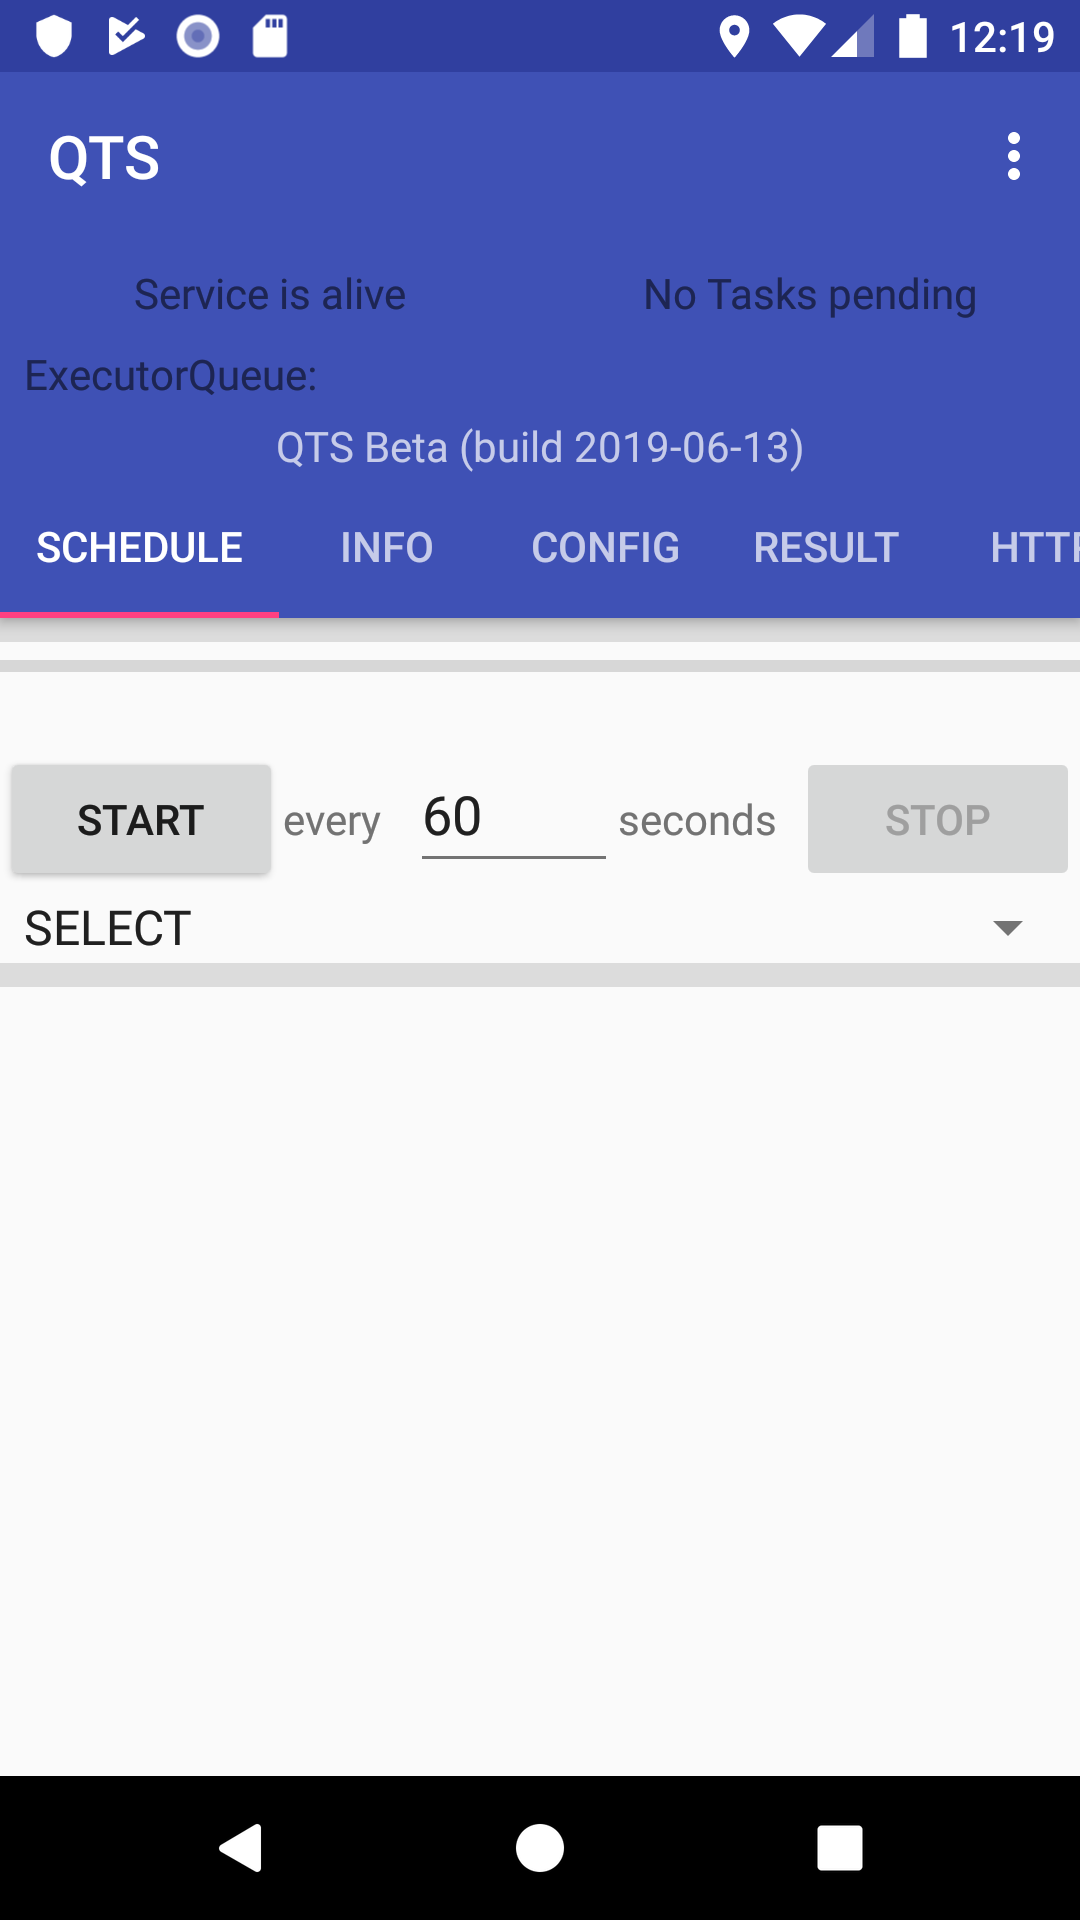 12:19
QTS
Service is alive No Tasks pending
ExecutorQueue:
QTS Beta (build 2019-06-13)
SCHEDULE INFO CONFIG RESULT
START every 60 seconds STOP
SELECT